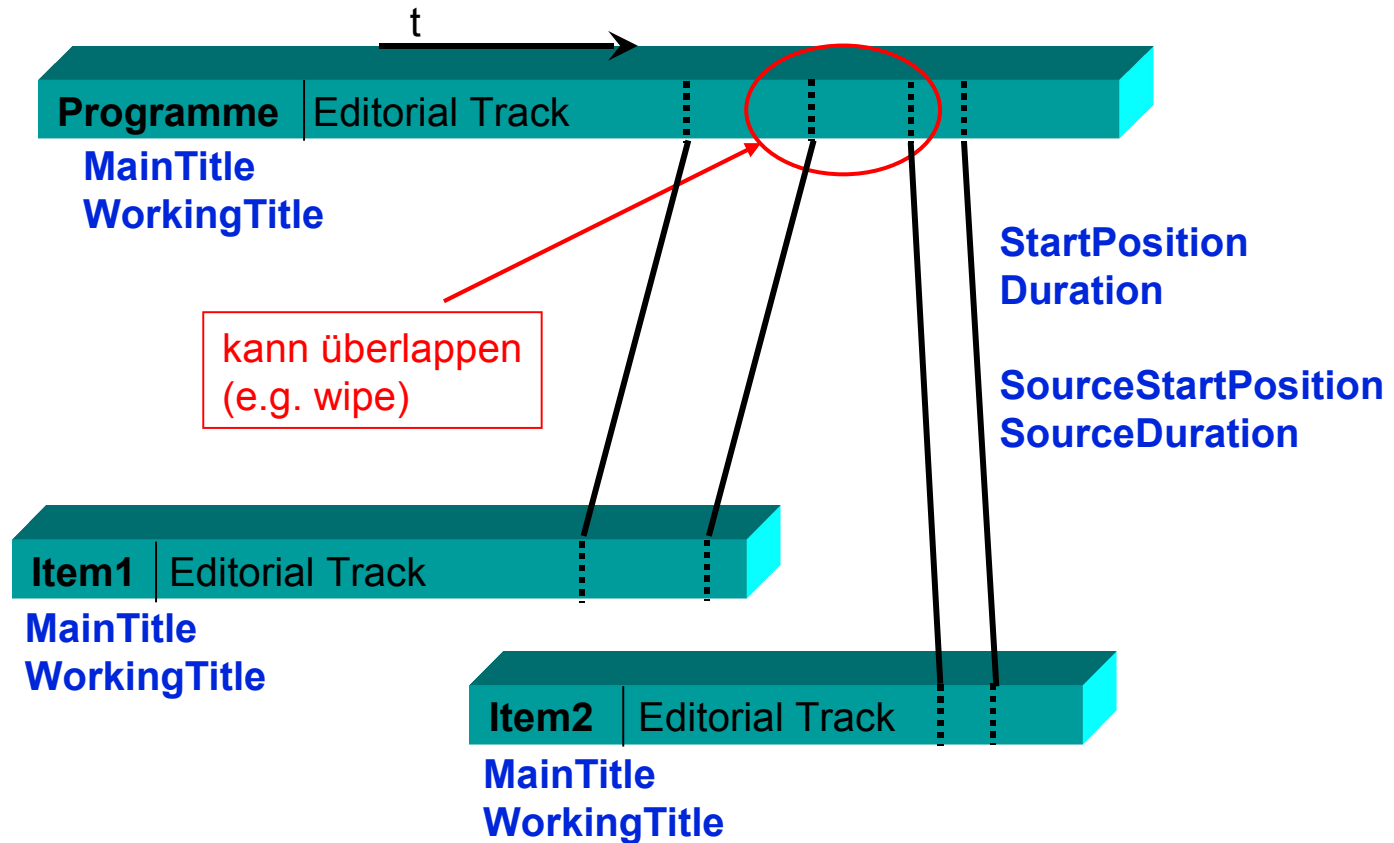 t
Programme Editorial Track
MainTitle
WorkingTitle
StartPosition
Duration
kann überlappen
(e.g. wipe)
SourceStartPosition
SourceDuration
Item1 Editorial Track
MainTitle
WorkingTitle
Item2 Editorial Track
MainTitle
WorkingTitle